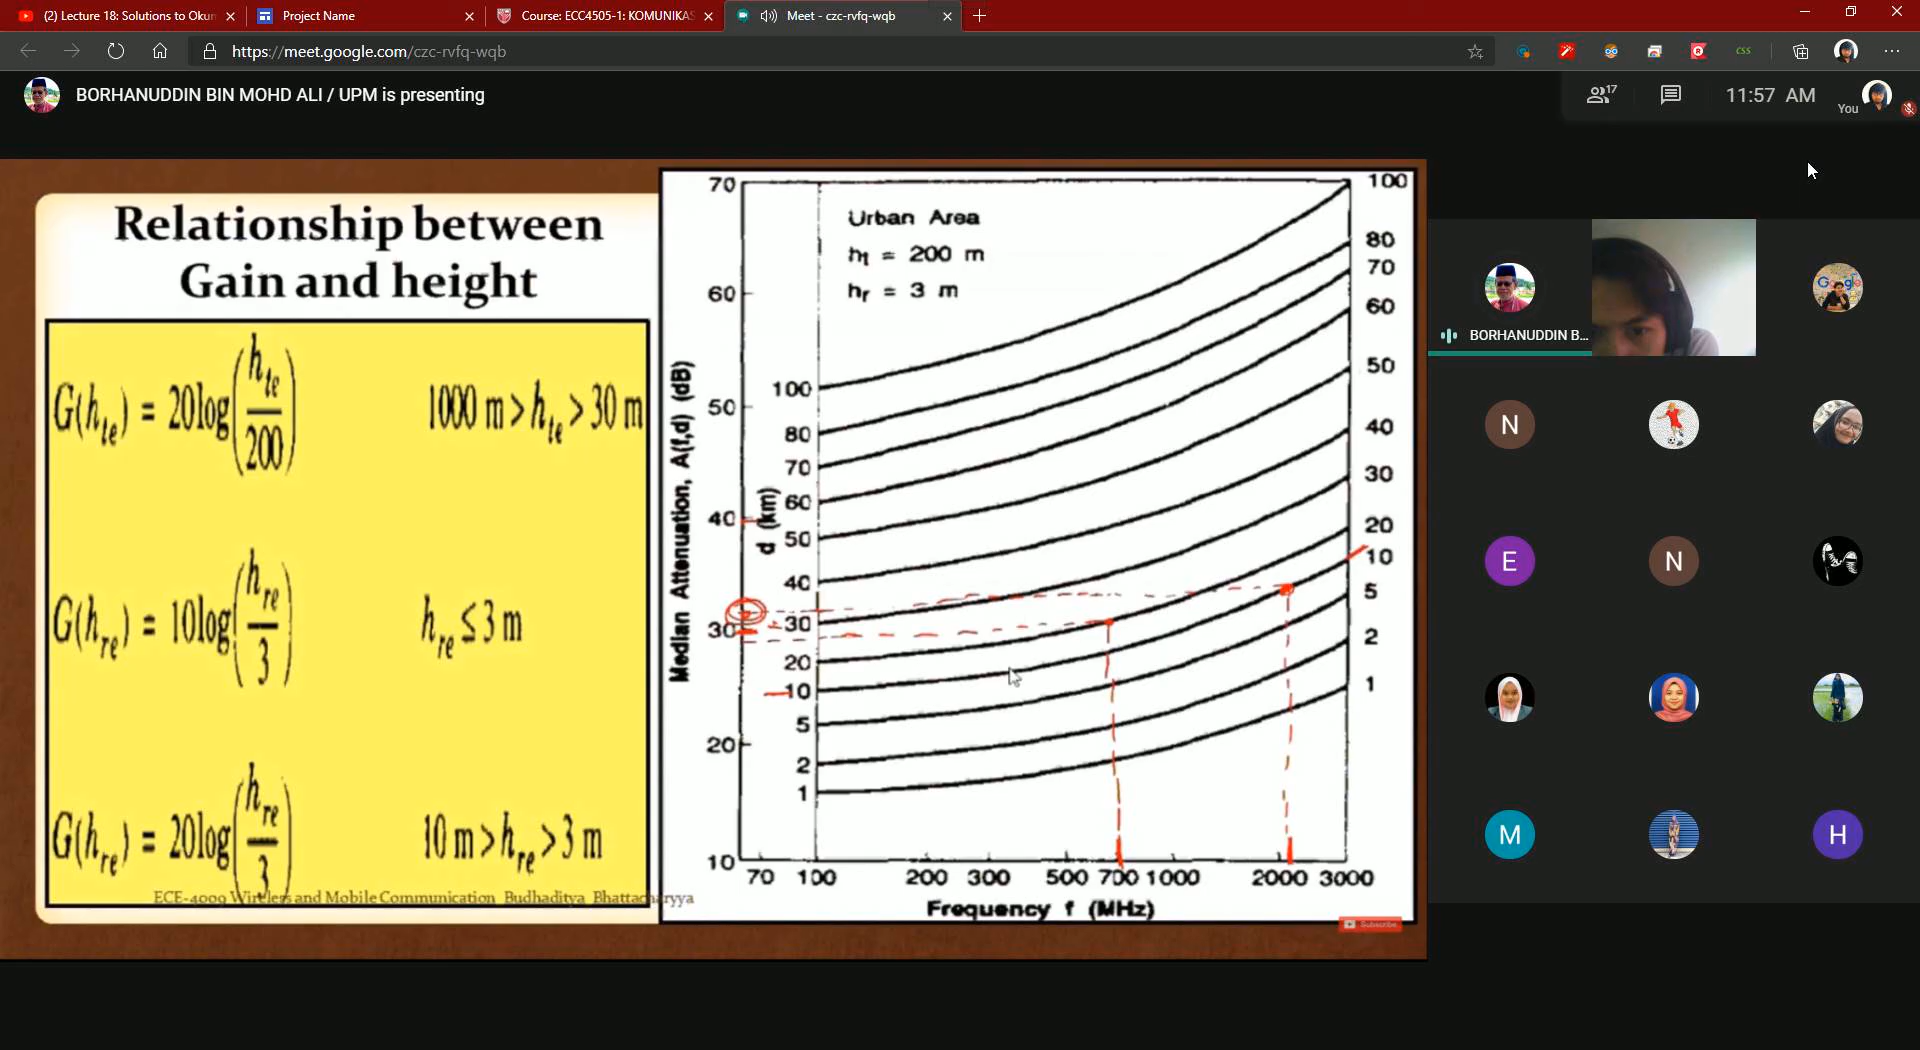 (2) Lecture 18: Solutions to Okum
Project Name
Course: ECC4505-1: KOMUNIKAS
Meet - czc-rvfq-wqb
https://meet.google.com/czc-rvfq-wqb
css
BORHANUDDIN BIN MOHD ALI / UPM is presenting
17
11:57 AM
You
Relationship between
Gain and height
G(hte) = 20log(hte/200) 1000 m > hte > 30 m
G(hre) = 10log(hre/3) hre ≤ 3 m
G(hre) = 20log(hre/3) 10 m > hre > 3 m
ECE-4009 Wireless and Mobile Communication Budhaditya Bhattacharyya
Urban Area
ht = 200 m
hr = 3 m
Median Attenuation, A(f,d) (dB)
70
60
50
40
30
20
10
d (km)
100
80
70
60
50
40
30
20
10
5
2
1
100
80
70
60
50
40
30
20
10
5
2
1
70 100 200 300 500 700 1000 2000 3000
Frequency f (MHz)
Subscribe
BORHANUDDIN B...
Google
N
E
N
M
H